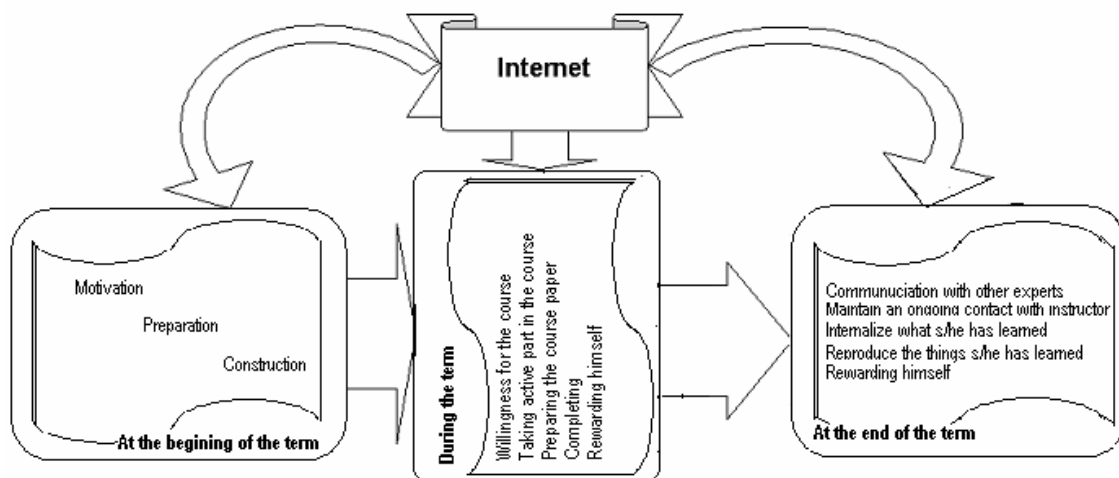 Internet
Motivation
Preparation
Construction
At the begining of the term
During the term
Willingness for the course
Taking active part in the course
Preparing the course paper
Completing
Rewarding himself
Communuciation with other experts
Maintain an ongoing contact with instructor
Internalize what s/he has learned
Reproduce the things s/he has learned
Rewarding himself
At the end of the term